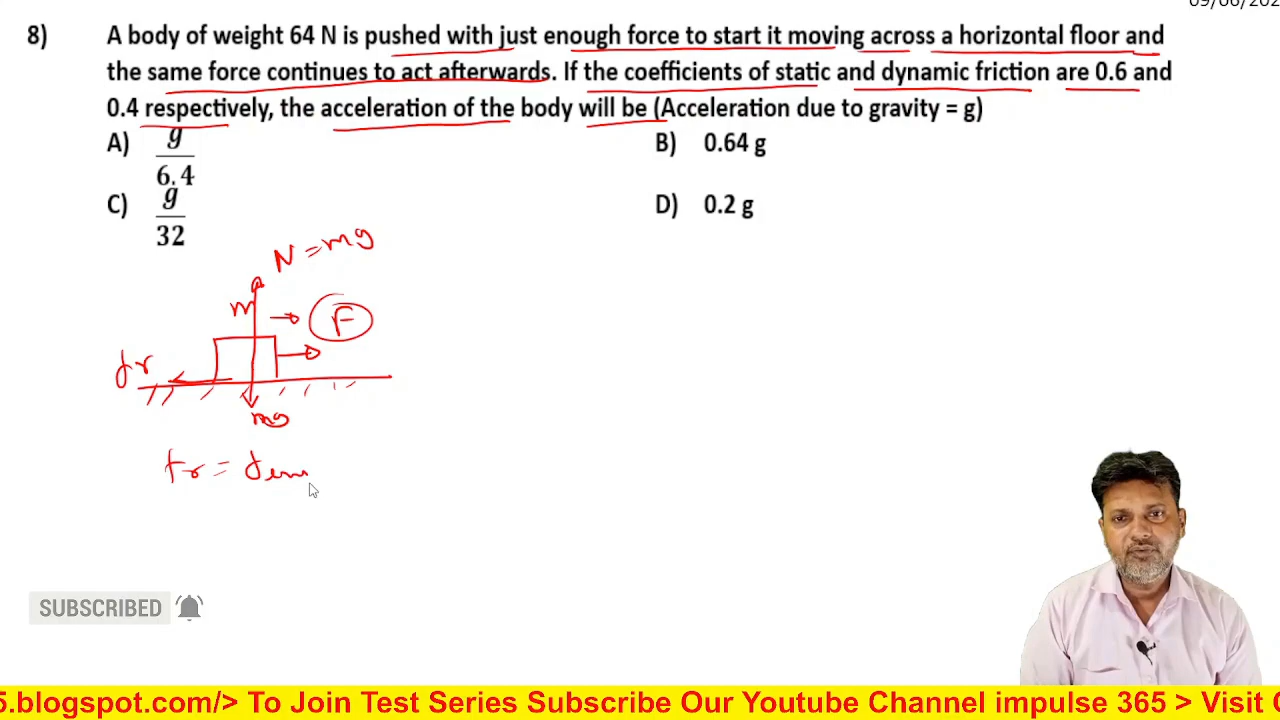 09/06/202
8) A body of weight 64 N is pushed with just enough force to start it moving across a horizontal floor and
the same force continues to act afterwards. If the coefficients of static and dynamic friction are 0.6 and
0.4 respectively, the acceleration of the body will be (Acceleration due to gravity = g)
A) g/6.4 B) 0.64 g
C) g/32 D) 0.2 g
N = mg
m
F
fr
mg
fr =
SUBSCRIBED
5.blogspot.com/> To Join Test Series Subscribe Our Youtube Channel impulse 365 > Visit